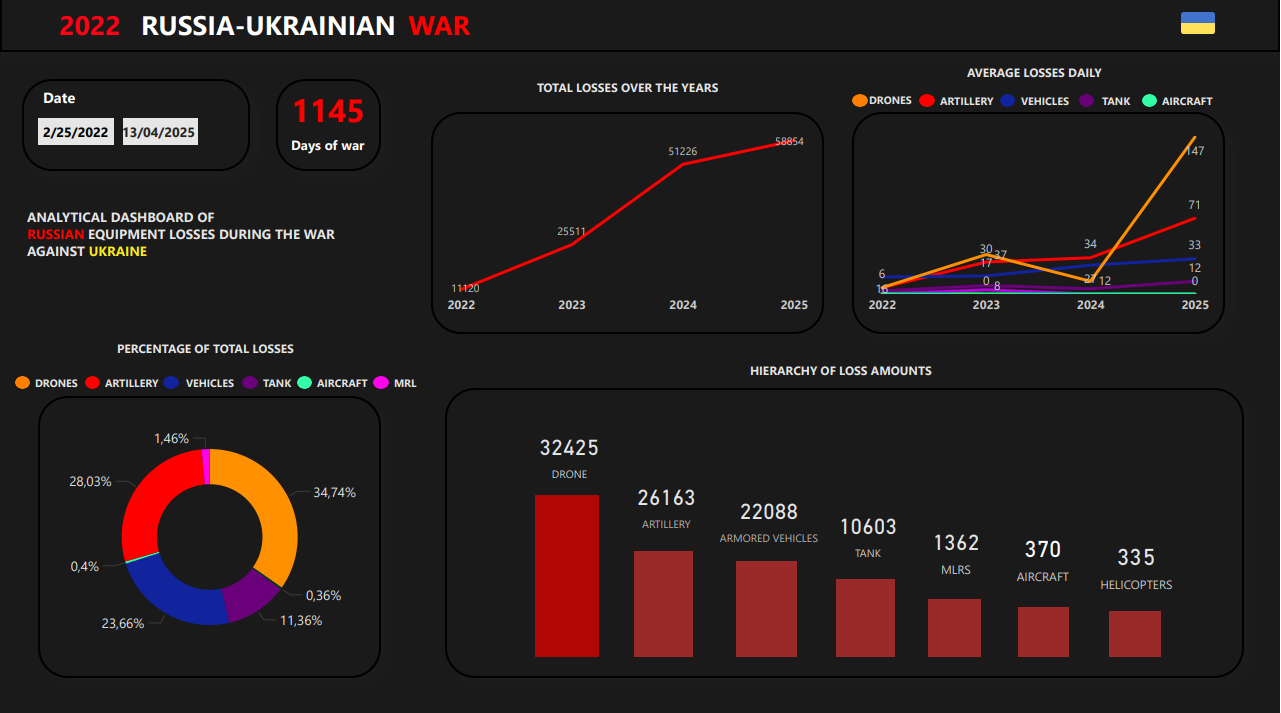 2022 RUSSIA-UKRAINIAN WAR
Date
2/25/2022 13/04/2025
1145
Days of war
ANALYTICAL DASHBOARD OF
RUSSIAN EQUIPMENT LOSSES DURING THE WAR
AGAINST UKRAINE
TOTAL LOSSES OVER THE YEARS
58854
51226
25511
11120
2022 2023 2024 2025
AVERAGE LOSSES DAILY
DRONES ARTILLERY VEHICLES TANK AIRCRAFT
147
71
34
33
30
37
17
12
6
27
12
0
0
8
16
2022 2023 2024 2025
PERCENTAGE OF TOTAL LOSSES
DRONES ARTILLERY VEHICLES TANK AIRCRAFT MRL
1,46%
28,03%
34,74%
0,4%
0,36%
11,36%
23,66%
HIERARCHY OF LOSS AMOUNTS
32425
DRONE
26163
ARTILLERY
22088
ARMORED VEHICLES
10603
TANK
1362
MLRS
370
AIRCRAFT
335
HELICOPTERS